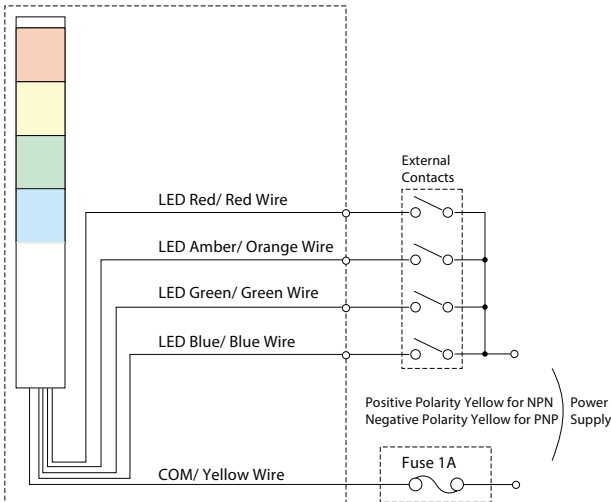 External
Contacts
LED Red/ Red Wire
LED Amber/ Orange Wire
LED Green/ Green Wire
LED Blue/ Blue Wire
Positive Polarity Yellow for NPN
Negative Polarity Yellow for PNP
Power
Supply
Fuse 1A
COM/ Yellow Wire